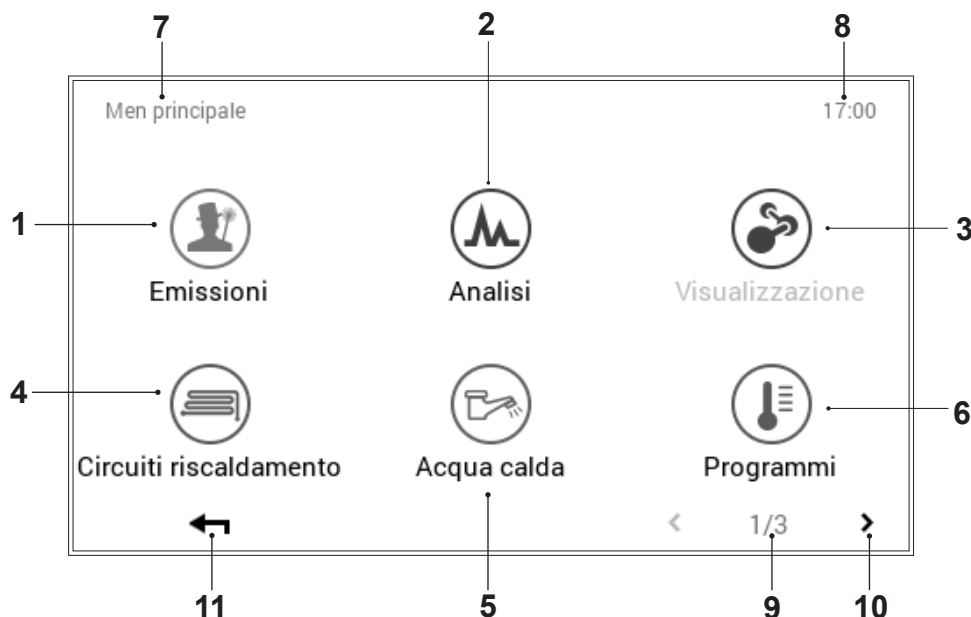 7 2 8
Men principale 17:00
1 3
Emissioni Analisi Visualizzazione
4 6
Circuiti riscaldamento Acqua calda Programmi
< 1/3 >
11 5 9 10